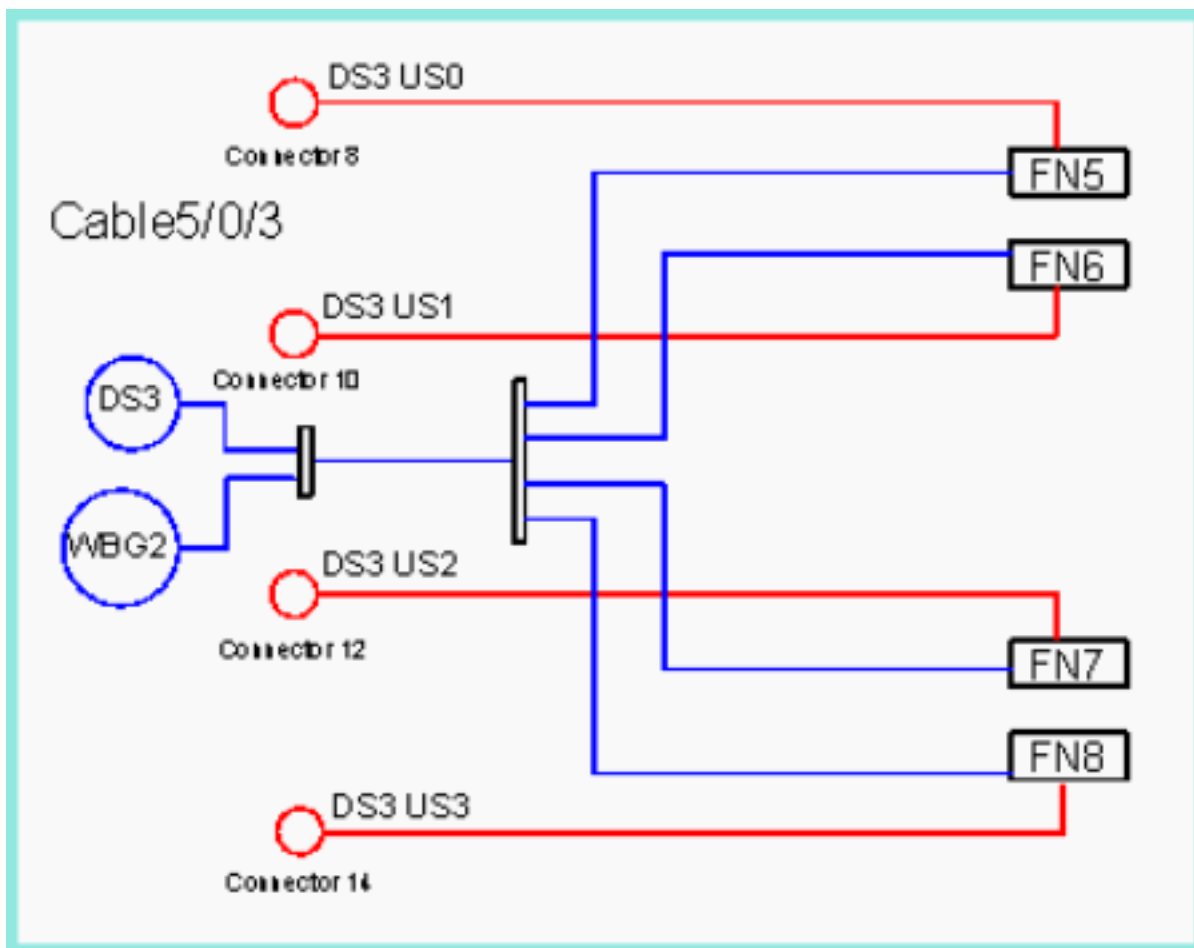 DS3 US0
Connector 8
FN5
Cable5/0/3
FN6
DS3 US1
Connector 10
DS3
WBG2
DS3 US2
Connector 12
FN7
FN8
DS3 US3
Connector 14